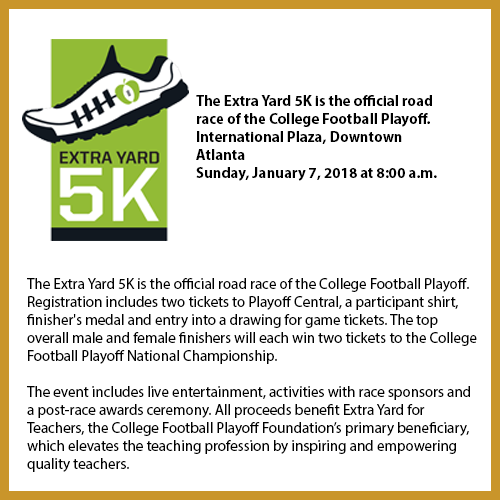 The Extra Yard 5K is the official road
race of the College Football Playoff.
International Plaza, Downtown
Atlanta
Sunday, January 7, 2018 at 8:00 a.m.
EXTRA YARD
5K
The Extra Yard 5K is the official road race of the College Football Playoff.
Registration includes two tickets to Playoff Central, a participant shirt,
finisher's medal and entry into a drawing for game tickets. The top
overall male and female finishers will each win two tickets to the College
Football Playoff National Championship.
The event includes live entertainment, activities with race sponsors and
a post-race awards ceremony. All proceeds benefit Extra Yard for
Teachers, the College Football Playoff Foundation’s primary beneficiary,
which elevates the teaching profession by inspiring and empowering
quality teachers.